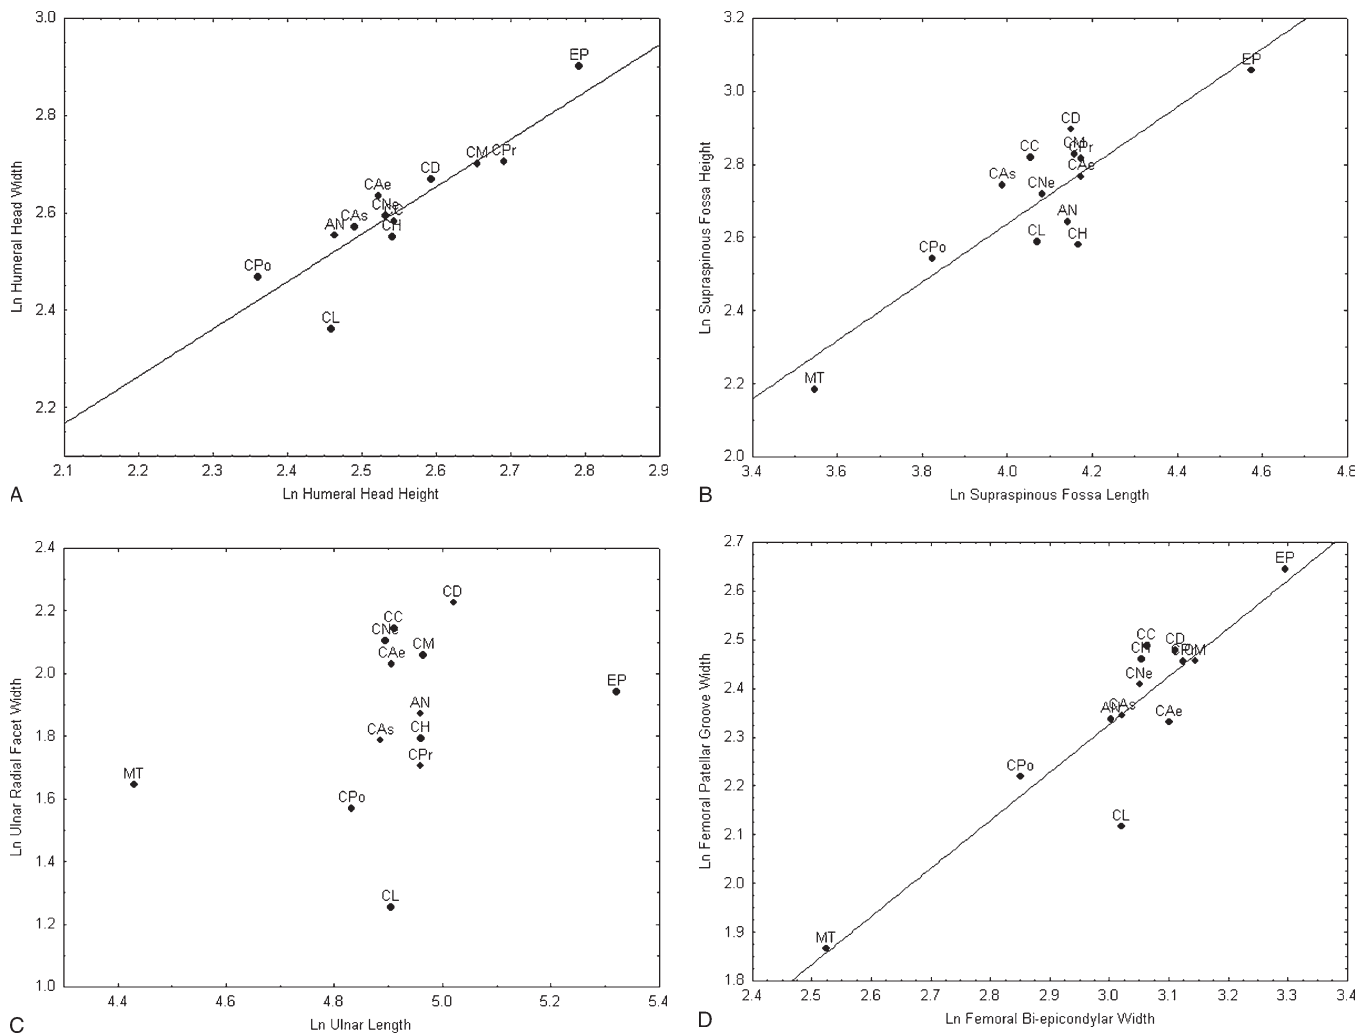 3.0
2.8
2.6
2.4
2.2
2.1 2.2 2.3 2.4 2.5 2.6 2.7 2.8 2.9
Ln Humeral Head Width
Ln Humeral Head Height
EP
CM CPr
CD
CAe
CNe
CAs
AN
CH
CPo
CL
A
3.2
3.0
2.8
2.6
2.4
2.2
2.0
3.4 3.6 3.8 4.0 4.2 4.4 4.6 4.8
Ln Supraspinous Fossa Height
Ln Supraspinous Fossa Length
EP
CD
CM
CPr
CC
CAe
CAs
CNe
AN
CL
CH
CPo
MT
B
2.4
2.2
2.0
1.8
1.6
1.4
1.2
1.0
4.4 4.6 4.8 5.0 5.2 5.4
Ln Ulnar Radial Facet Width
Ln Ulnar Length
CD
CC
CNe
CM
CAe
EP
AN
CAs
CH
CPr
MT
CPo
CL
C
2.7
2.6
2.5
2.4
2.3
2.2
2.1
2.0
1.9
1.8
2.4 2.5 2.6 2.7 2.8 2.9 3.0 3.1 3.2 3.3 3.4
Ln Femoral Patellar Groove Width
Ln Femoral Bi-epicondylar Width
EP
CC
CD
CH
CPr
CM
CNe
CAs
AN
CAe
CPo
CL
MT
D